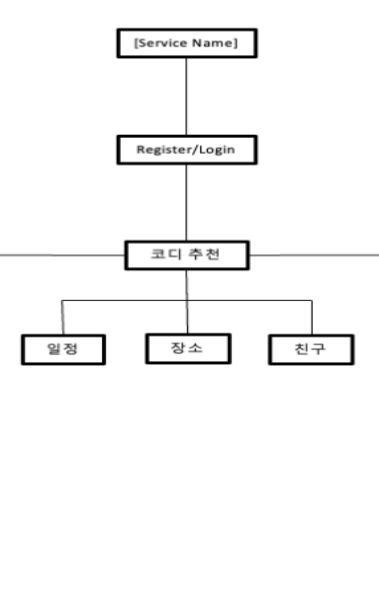 [Service Name]
Register/Login
코디 추천
일정
장소
친구